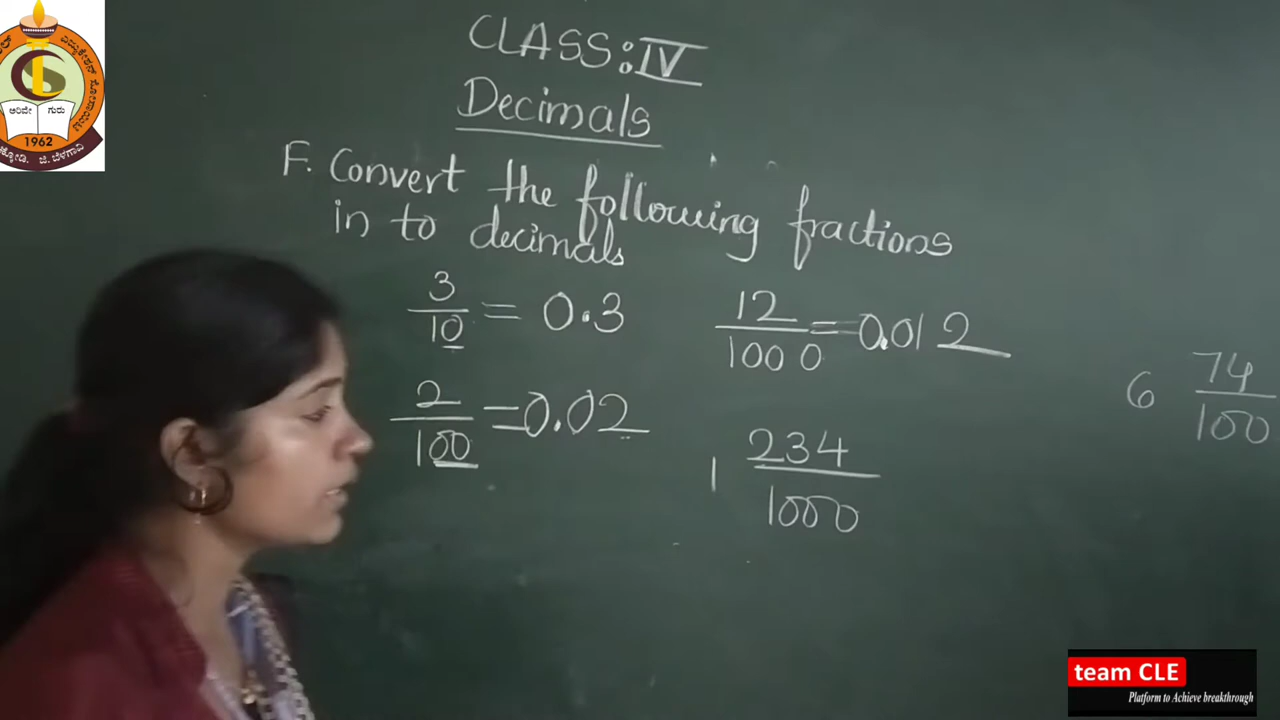 CLASS: IV
Decimals
F. Convert the following fractions
in to decimals
3/10 = 0.3
12/1000 = 0.012
6 74/100
2/100 = 0.02
1 234/1000
ಅರಿವೇ ಗುರು
1962
team CLE
Platform to Achieve breakthrough